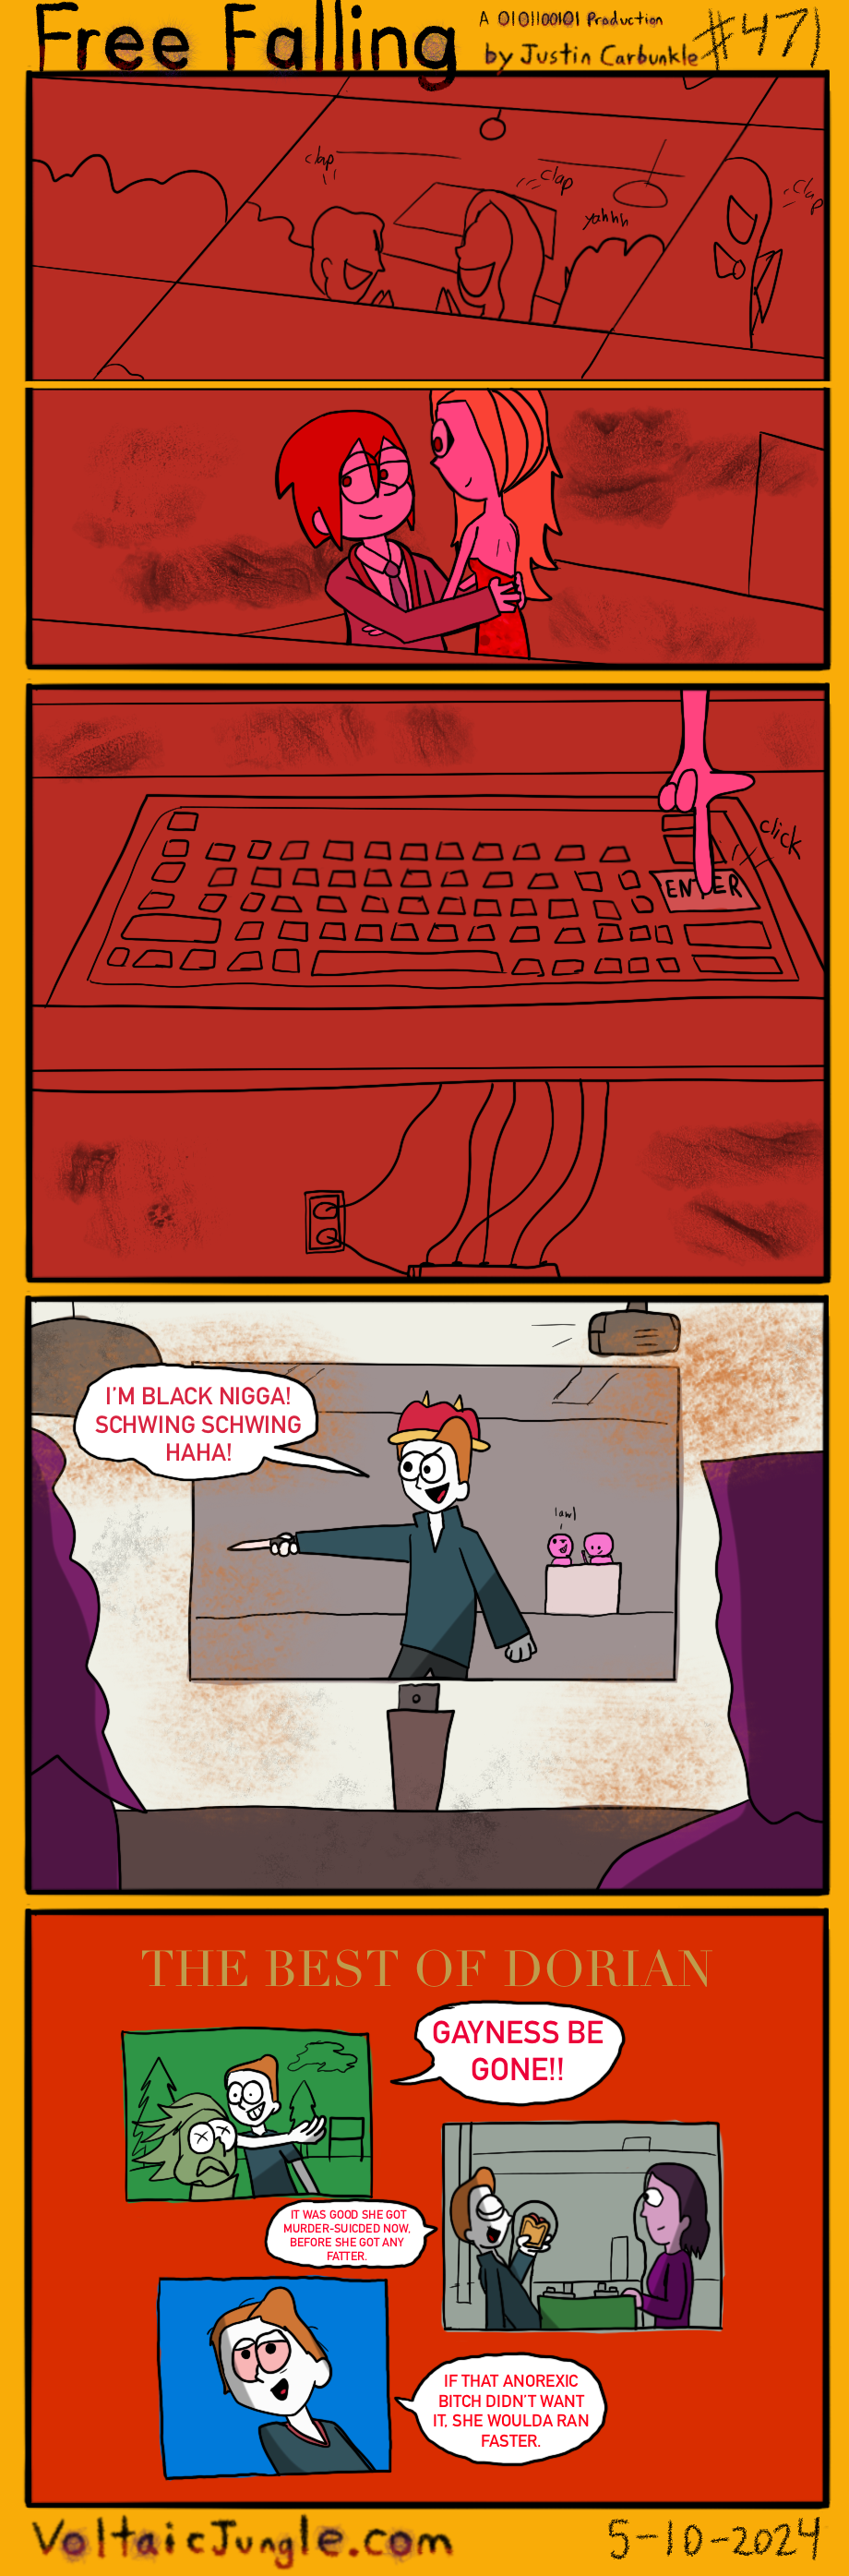 Free Falling
A 0101100101 Production
by Justin Carbunkle
#471
clap
clap
yahhh
clap
click
ENTER
I'M BLACK NIGGA!
SCHWING SCHWING
HAHA!
lawl
THE BEST OF DORIAN
GAYNESS BE
GONE!!
IT WAS GOOD SHE GOT
MURDER-SUICDED NOW,
BEFORE SHE GOT ANY
FATTER.
IF THAT ANOREXIC
BITCH DIDN'T WANT
IT, SHE WOULDA RAN
FASTER.
VoltaicJungle.com
5-10-2024